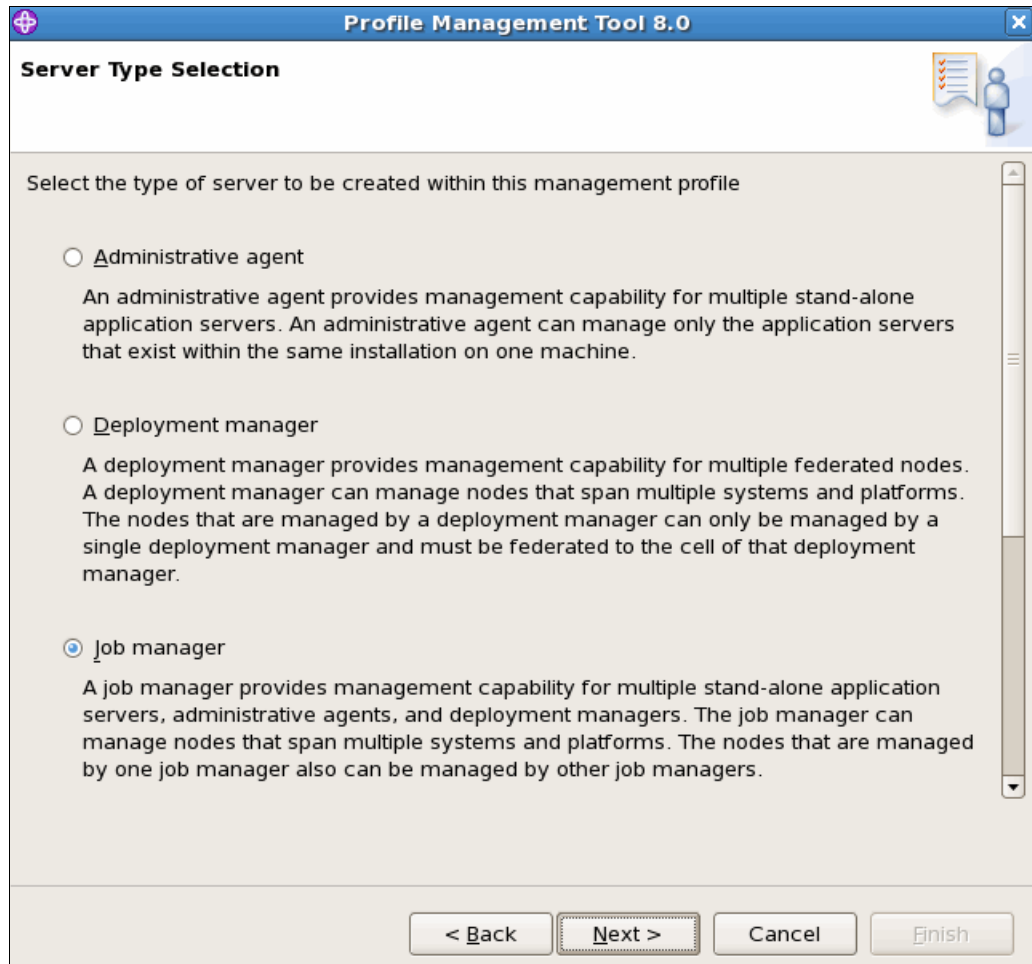 Profile Management Tool 8.0
Server Type Selection
Select the type of server to be created within this management profile
Administrative agent
An administrative agent provides management capability for multiple stand-alone
application servers. An administrative agent can manage only the application servers
that exist within the same installation on one machine.
Deployment manager
A deployment manager provides management capability for multiple federated nodes.
A deployment manager can manage nodes that span multiple systems and platforms.
The nodes that are managed by a deployment manager can only be managed by a
single deployment manager and must be federated to the cell of that deployment
manager.
Job manager
A job manager provides management capability for multiple stand-alone application
servers, administrative agents, and deployment managers. The job manager can
manage nodes that span multiple systems and platforms. The nodes that are managed
by one job manager also can be managed by other job managers.
< Back
Next >
Cancel
Finish